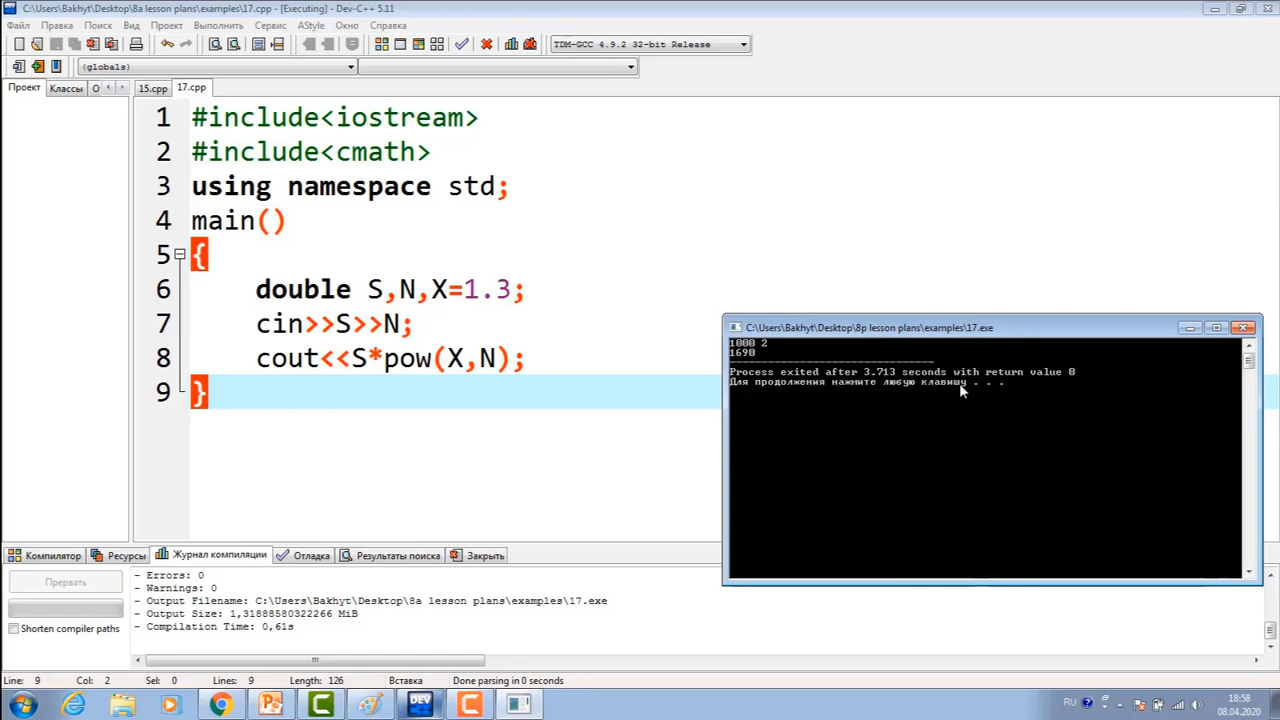 C:\Users\Bakhyt\Desktop\8a lesson plans\examples\17.cpp - [Executing] - Dev-C++ 5.11
Файл Правка Поиск Вид Проект Выполнить Сервис AStyle Окно Справка
TDM-GCC 4.9.2 32-bit Release
(globals)
Проект Классы О 15.cpp 17.cpp
1 #include<iostream>
2 #include<cmath>
3 using namespace std;
4 main()
5 {
6 double S,N,X=1.3;
7 cin>>S>>N;
8 cout<<S*pow(X,N);
9 }
C:\Users\Bakhyt\Desktop\8p lesson plans\examples\17.exe
1000 2
1690
--------------------------------
Process exited after 3.713 seconds with return value 0
Для продолжения нажмите любую клавишу . . .
Компилятор Ресурсы Журнал компиляции Отладка Результаты поиска Закрыть
Прервать
Shorten compiler paths
- Errors: 0
- Warnings: 0
- Output Filename: C:\Users\Bakhyt\Desktop\8a lesson plans\examples\17.exe
- Output Size: 1,31888580322266 MiB
- Compilation Time: 0,61s
Line: 9 Col: 2 Sel: 0 Lines: 9 Length: 126 Вставка Done parsing in 0 seconds
DEV
RU
18:58
08.04.2020